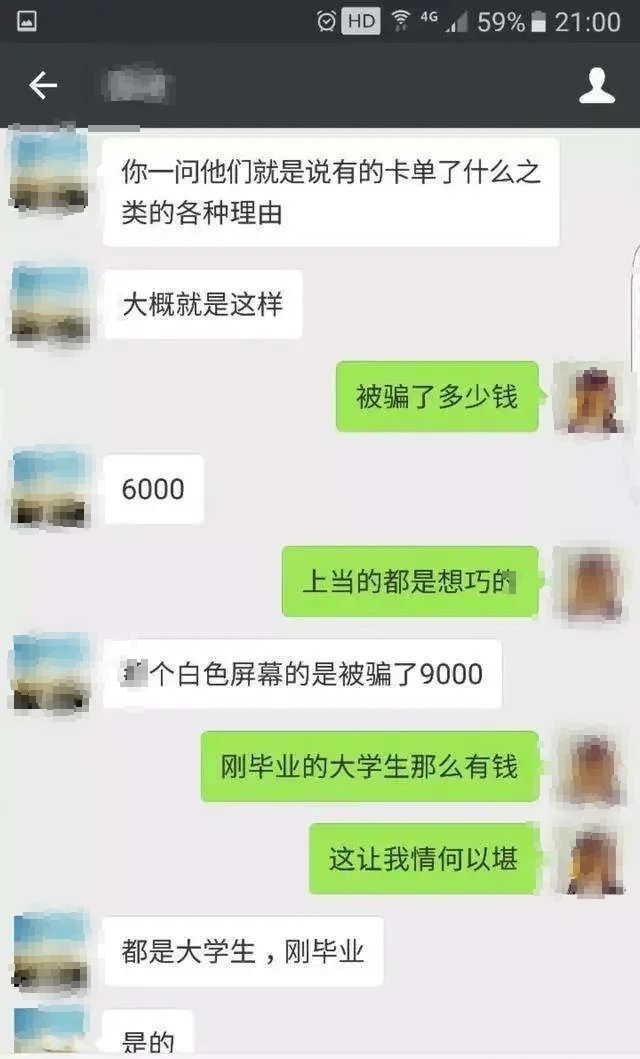 HD 4G 59% 21:00
你一问他们就是说有的卡单了什么之
类的各种理由
大概就是这样
被骗了多少钱
6000
上当的都是想巧的
个白色屏幕的是被骗了9000
刚毕业的大学生那么有钱
这让我情何以堪
都是大学生，刚毕业
是的